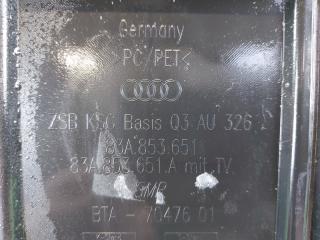 Germany
>PC/PET<
ZSB KSG Basis Q3 AU 326
83A.853.651
83A.853.651.A mit TV
SMP
BTA - 70476 01